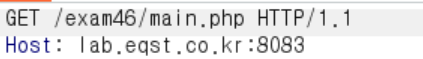 GET /exam46/main.php HTTP/1.1
Host: lab.eqst.co.kr:8083